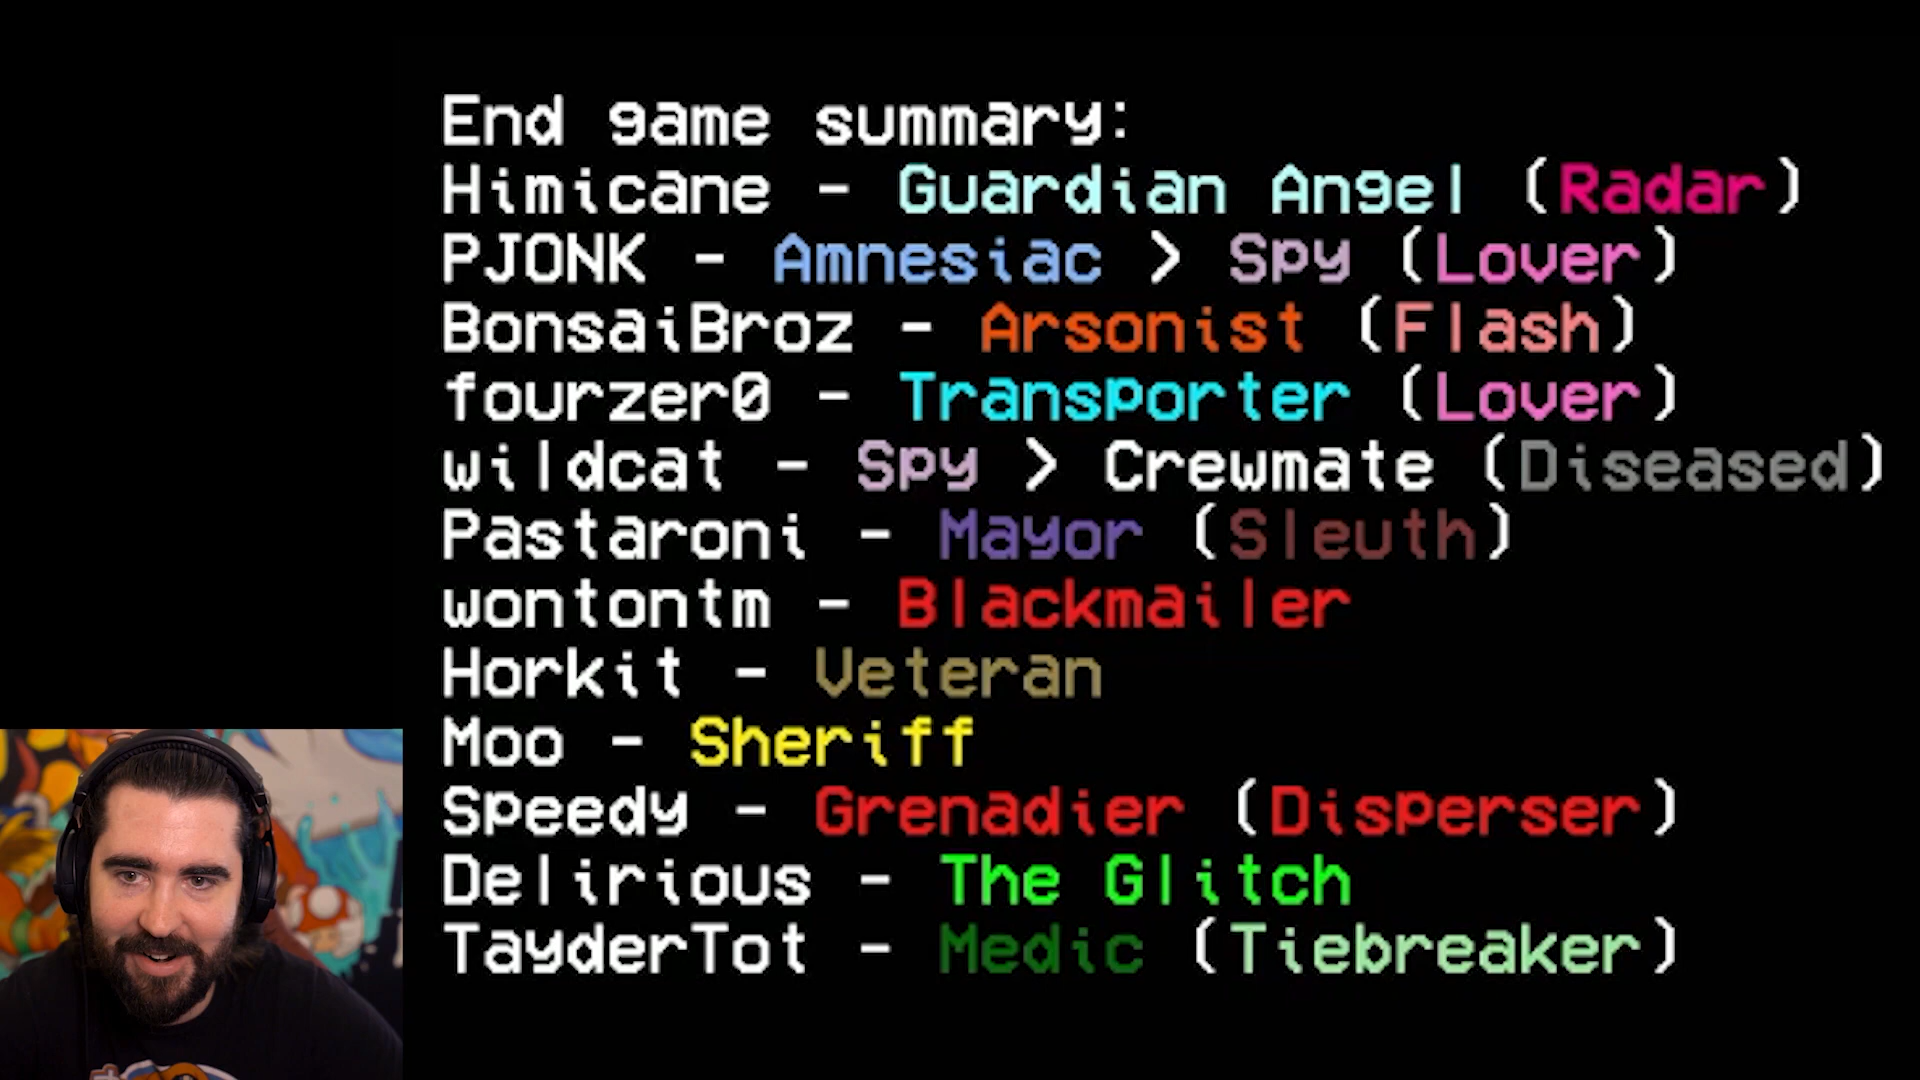 End game summary:
Himicane - Guardian Angel (Radar)
PJONK - Amnesiac > Spy (Lover)
BonsaiBroz - Arsonist (Flash)
fourzer0 - Transporter (Lover)
wildcat - Spy > Crewmate (Diseased)
Pastaroni - Mayor (Sleuth)
wontontm - Blackmailer
Horkit - Veteran
Moo - Sheriff
Speedy - Grenadier (Disperser)
Delirious - The Glitch
TayderTot - Medic (Tiebreaker)